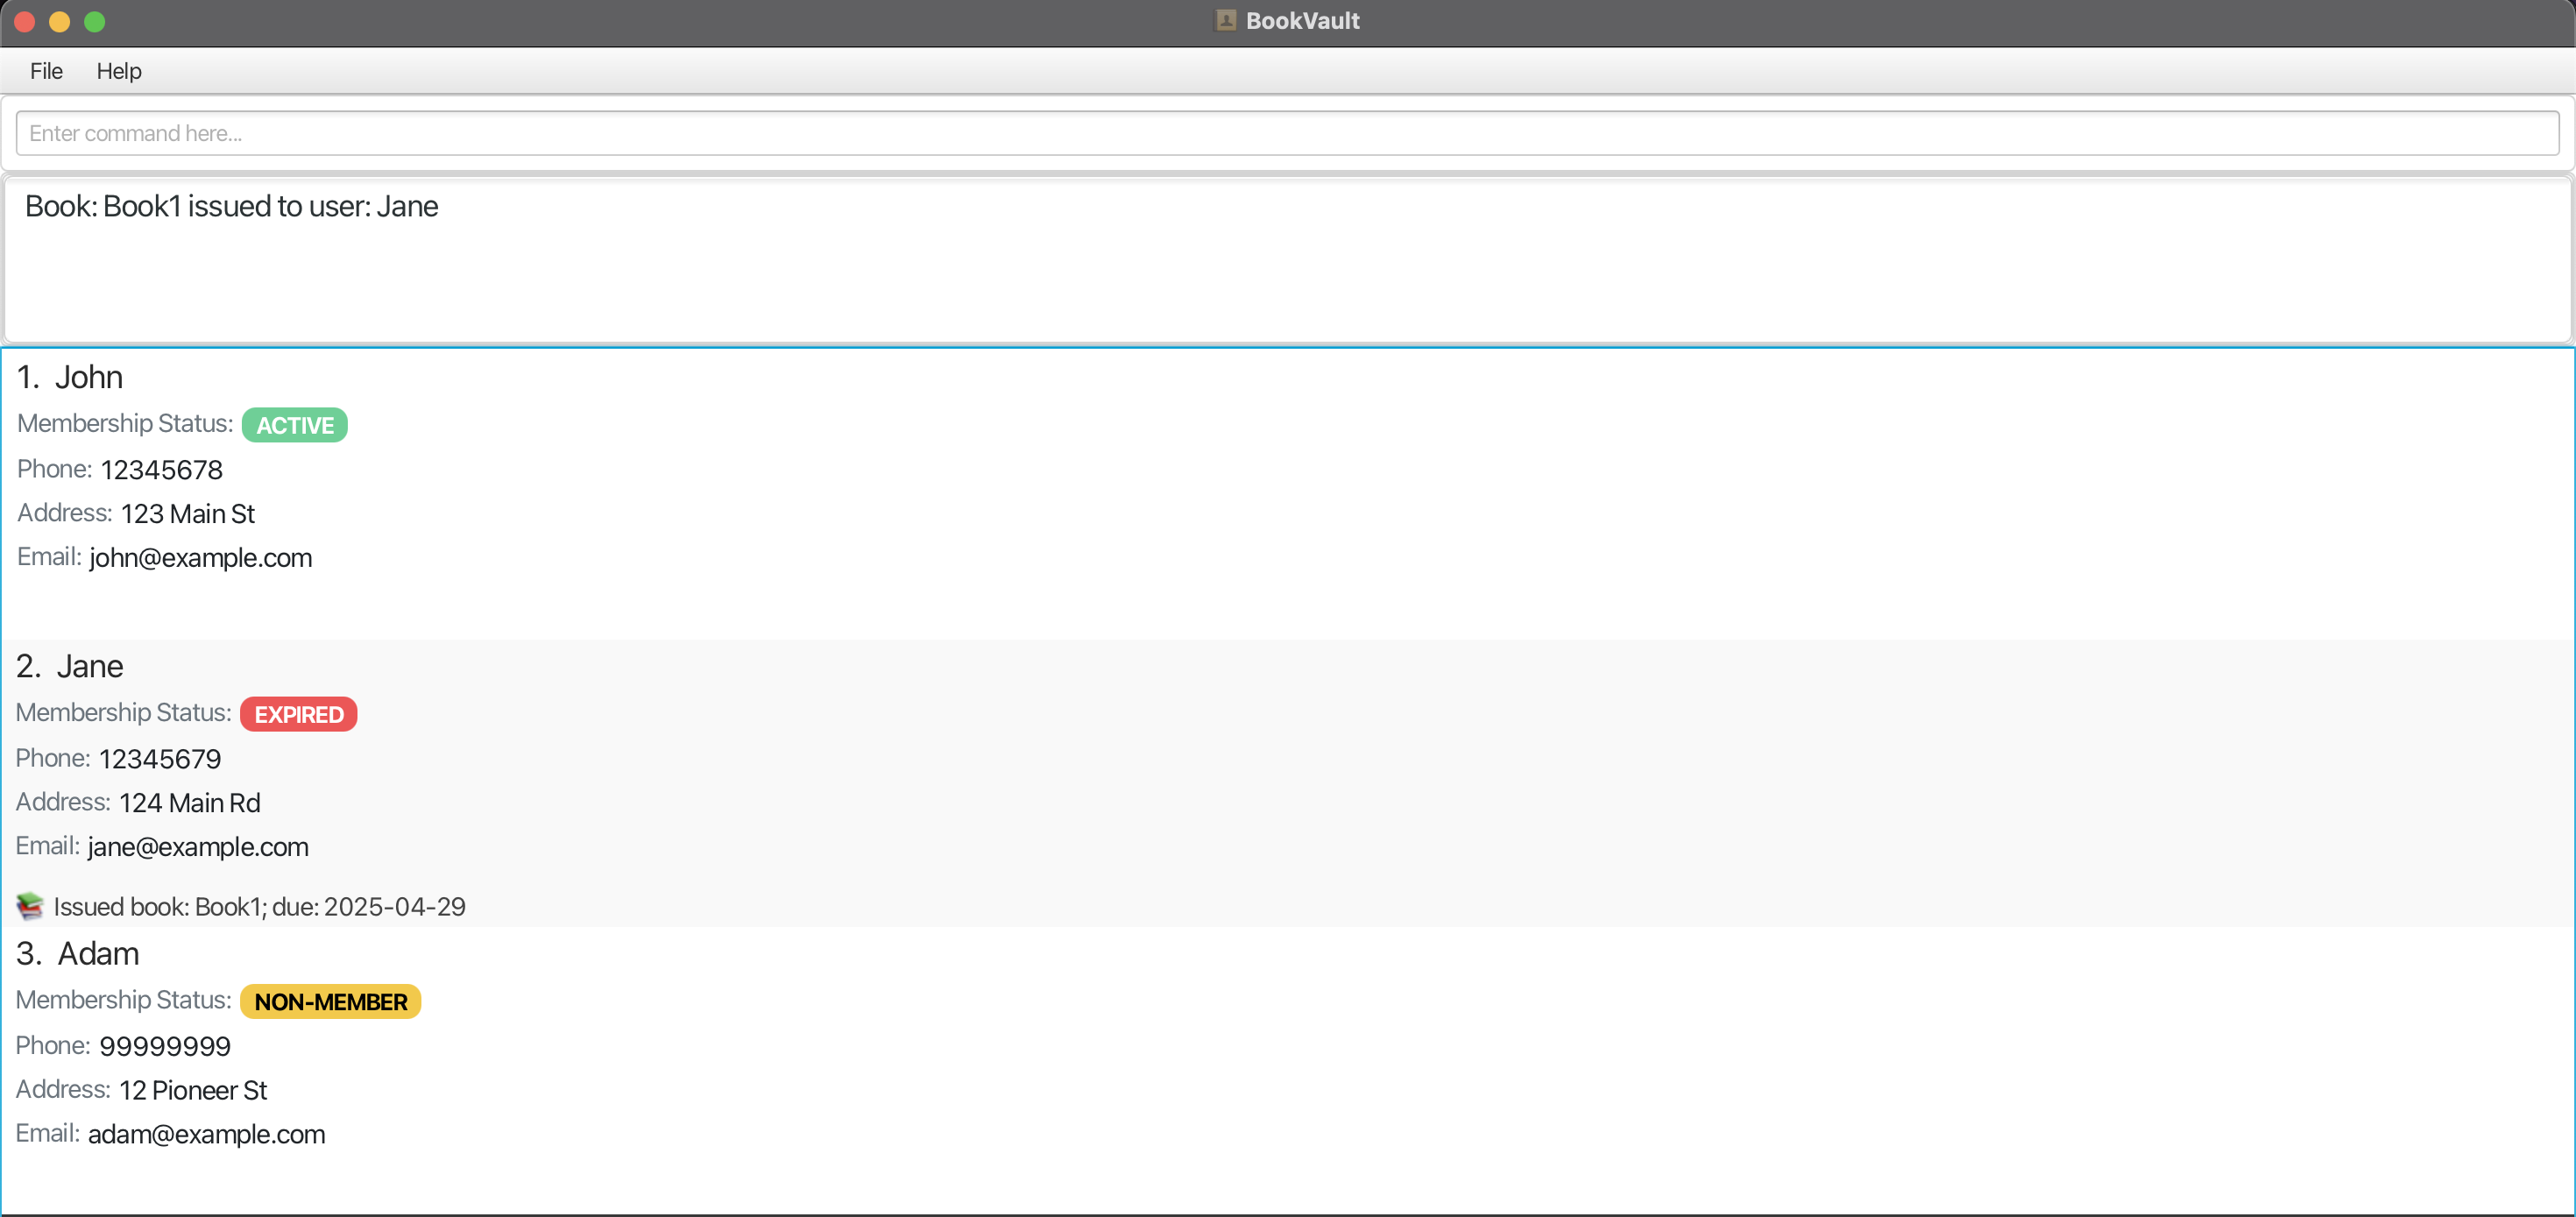 BookVault
File Help
Enter command here...
Book: Book1 issued to user: Jane
1. John
Membership Status: ACTIVE
Phone: 12345678
Address: 123 Main St
Email: john@example.com
2. Jane
Membership Status: EXPIRED
Phone: 12345679
Address: 124 Main Rd
Email: jane@example.com
Issued book: Book1; due: 2025-04-29
3. Adam
Membership Status: NON-MEMBER
Phone: 99999999
Address: 12 Pioneer St
Email: adam@example.com